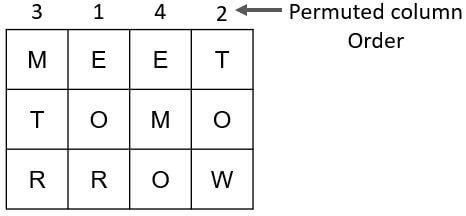 3 1 4 2 Permuted column
Order
M E E T
T O M O
R R O W